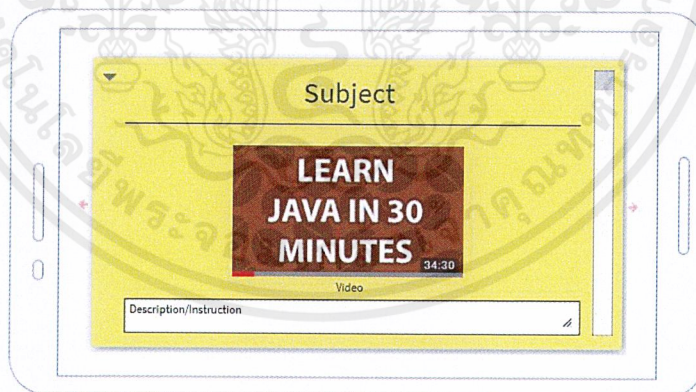 Subject
LEARN
JAVA IN 30
MINUTES
34:30
Video
Description/Instruction